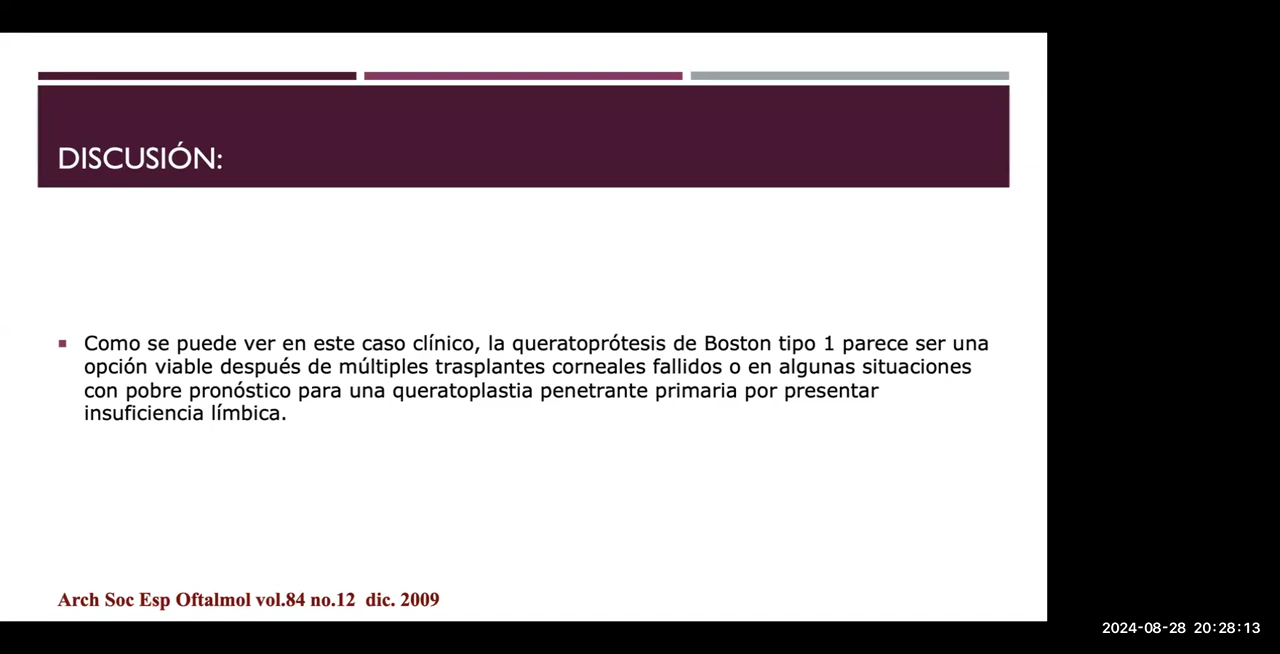 DISCUSIÓN:
▪ Como se puede ver en este caso clínico, la queratoprótesis de Boston tipo 1 parece ser una
opción viable después de múltiples trasplantes corneales fallidos o en algunas situaciones
con pobre pronóstico para una queratoplastia penetrante primaria por presentar
insuficiencia límbica.
Arch Soc Esp Oftalmol vol.84 no.12 dic. 2009
2024-08-28 20:28:13